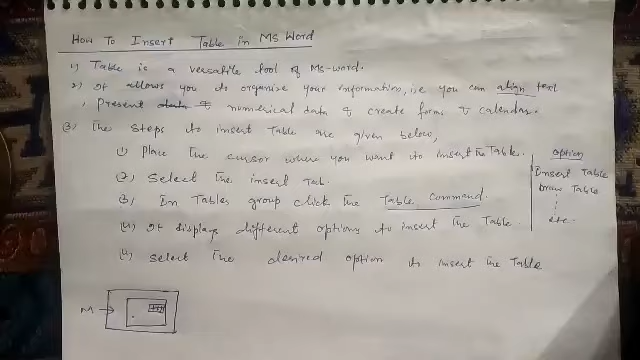 How To Insert Table in MS Word
1) Table is a versatile tool of MS-word.
2) It allows you to organise your information, i.e you can align text
, Present data & numerical data & create forms & calendar.
③ The steps to insert Table are given below,
(1) Place the cursor where you want to insert the Table.
(2) Select the insert Tab.
(3) In Tables group click the Table Command.
(4) It displays different options to insert the Table.
(4) Select the desired option to insert the Table
option
Insert Table
Draw Table
etc.
M